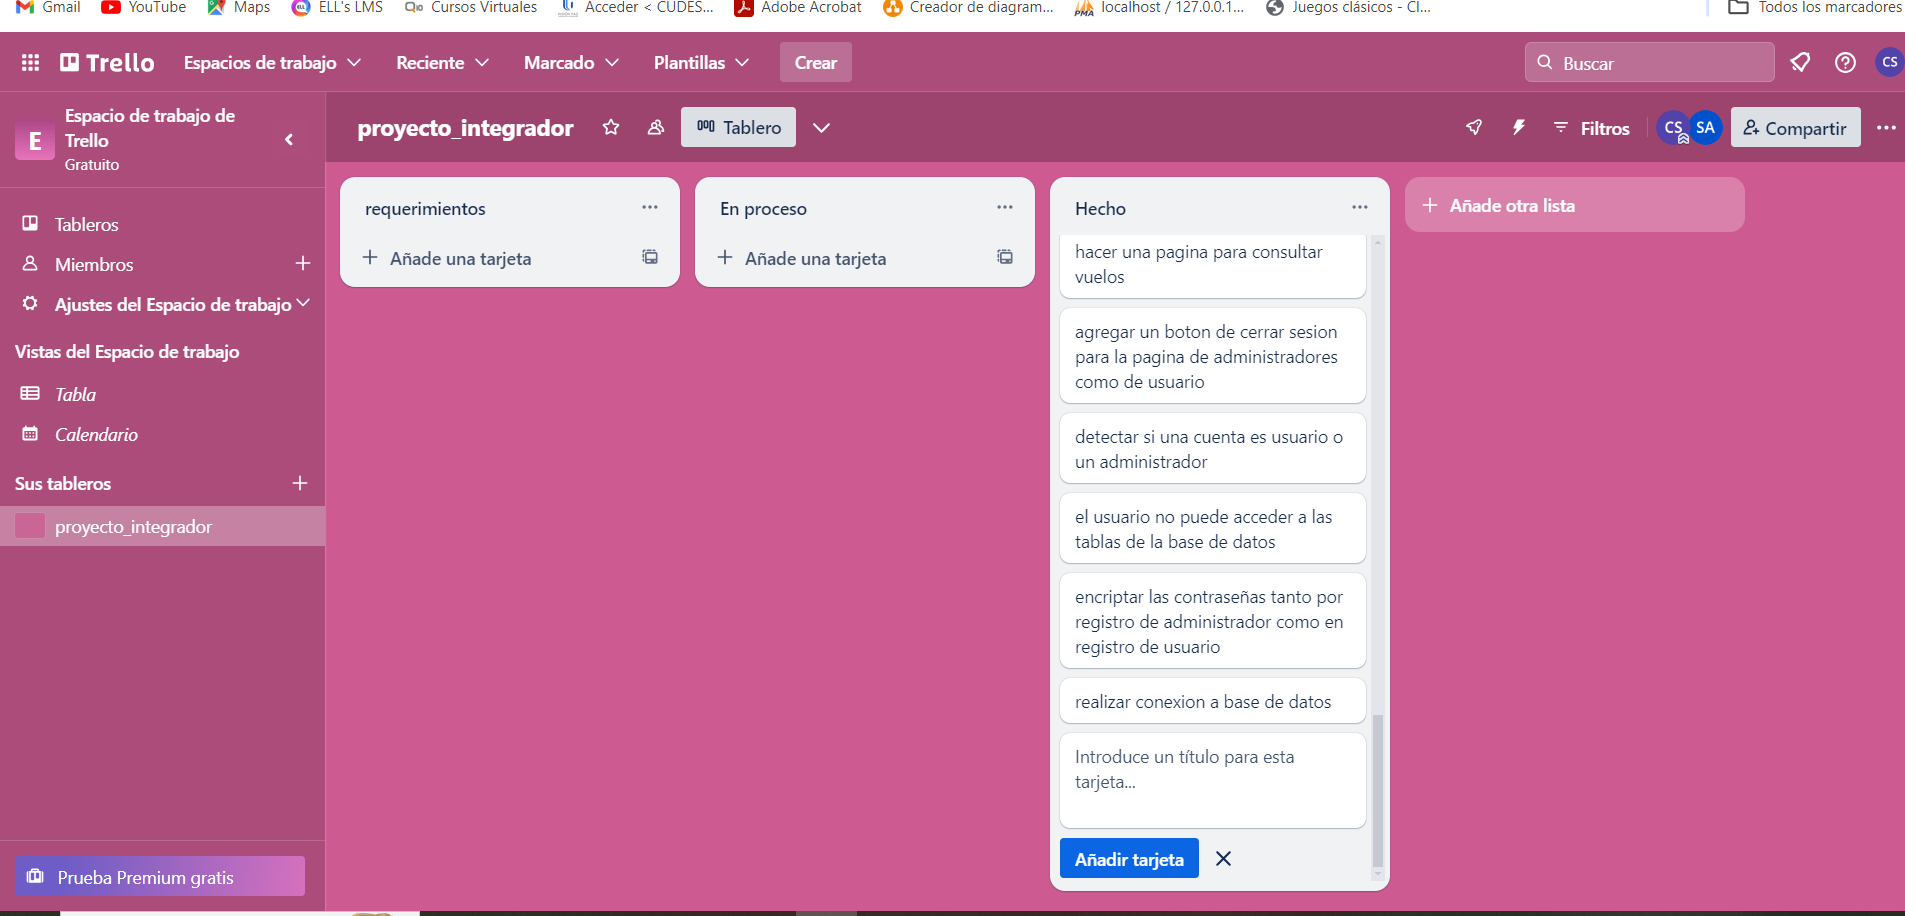 Gmail YouTube Maps ELL's LMS Cursos Virtuales Acceder < CUDES... Adobe Acrobat Creador de diagram... localhost / 127.0.0.1... Juegos clásicos - Cl... Todos los marcadores
Trello Espacios de trabajo Reciente Marcado Plantillas Crear Buscar CS
E
Espacio de trabajo de
Trello
Gratuito
proyecto_integrador Tablero Filtros CS SA Compartir
Tableros
Miembros
Ajustes del Espacio de trabajo
Vistas del Espacio de trabajo
Tabla
Calendario
Sus tableros
proyecto_integrador
Prueba Premium gratis
requerimientos
Añade una tarjeta
En proceso
Añade una tarjeta
Hecho
hacer una pagina para consultar
vuelos
agregar un boton de cerrar sesion
para la pagina de administradores
como de usuario
detectar si una cuenta es usuario o
un administrador
el usuario no puede acceder a las
tablas de la base de datos
encriptar las contraseñas tanto por
registro de administrador como en
registro de usuario
realizar conexion a base de datos
Introduce un título para esta
tarjeta...
Añadir tarjeta
Añade otra lista